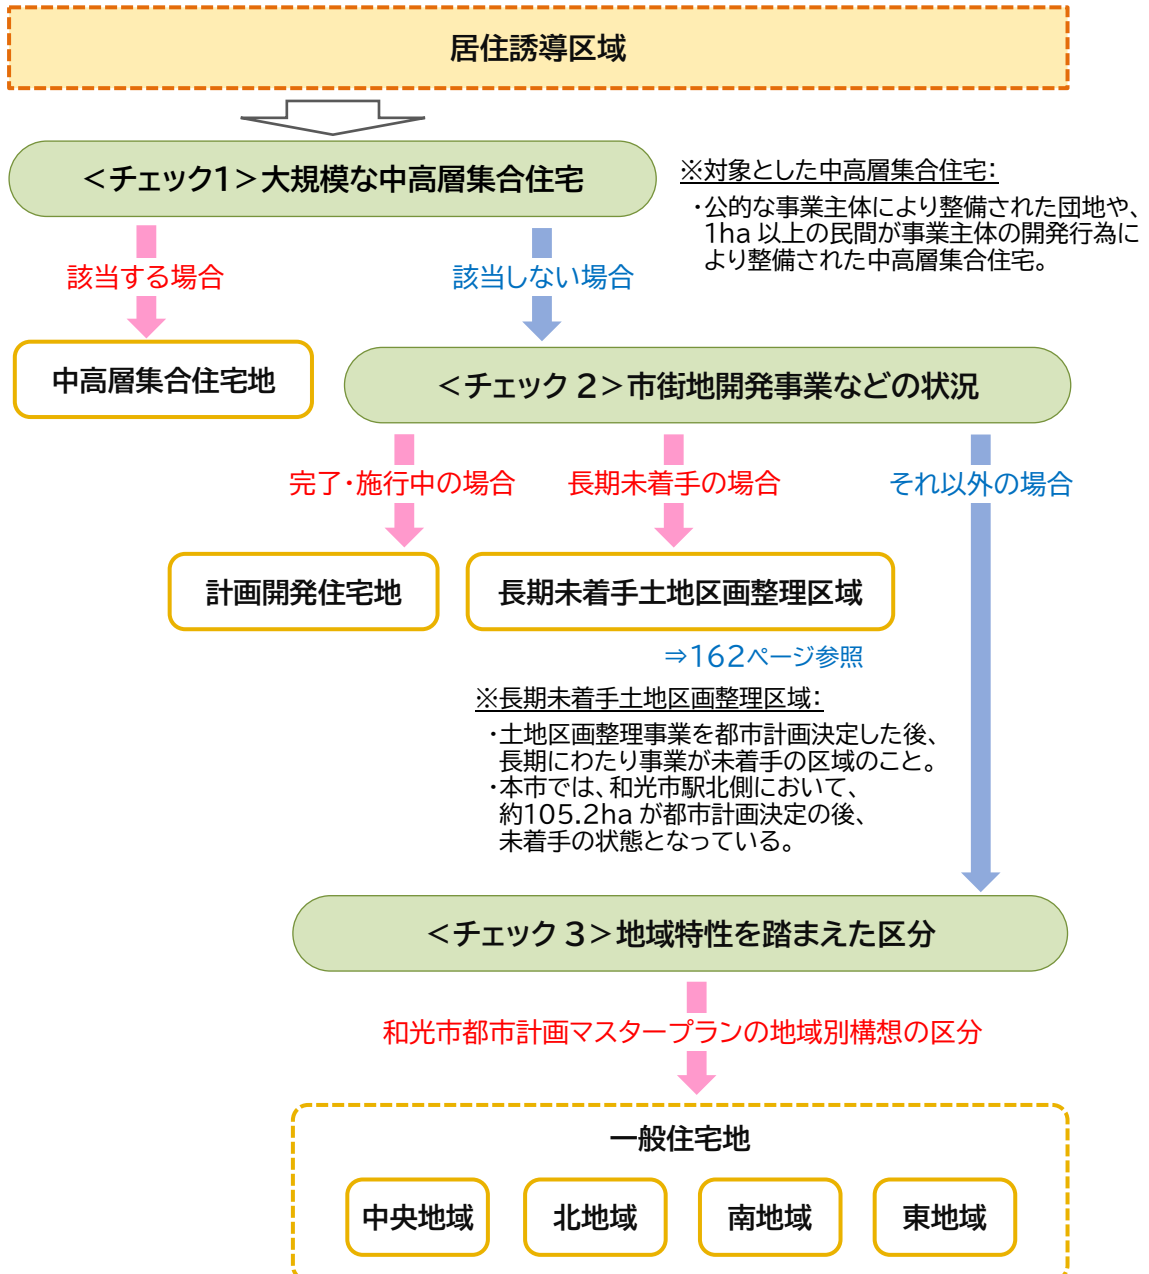 居住誘導区域
＜チェック1＞大規模な中高層集合住宅
※対象とした中高層集合住宅：
・公的な事業主体により整備された団地や、
1ha 以上の民間が事業主体の開発行為に
より整備された中高層集合住宅。
該当する場合
該当しない場合
中高層集合住宅地
＜チェック 2＞市街地開発事業などの状況
完了・施行中の場合
長期未着手の場合
それ以外の場合
計画開発住宅地
長期未着手土地区画整理区域
⇒162ページ参照
※長期未着手土地区画整理区域：
・土地区画整理事業を都市計画決定した後、
長期にわたり事業が未着手の区域のこと。
・本市では、和光市駅北側において、
約105.2ha が都市計画決定の後、
未着手の状態となっている。
＜チェック 3＞地域特性を踏まえた区分
和光市都市計画マスタープランの地域別構想の区分
一般住宅地
中央地域
北地域
南地域
東地域